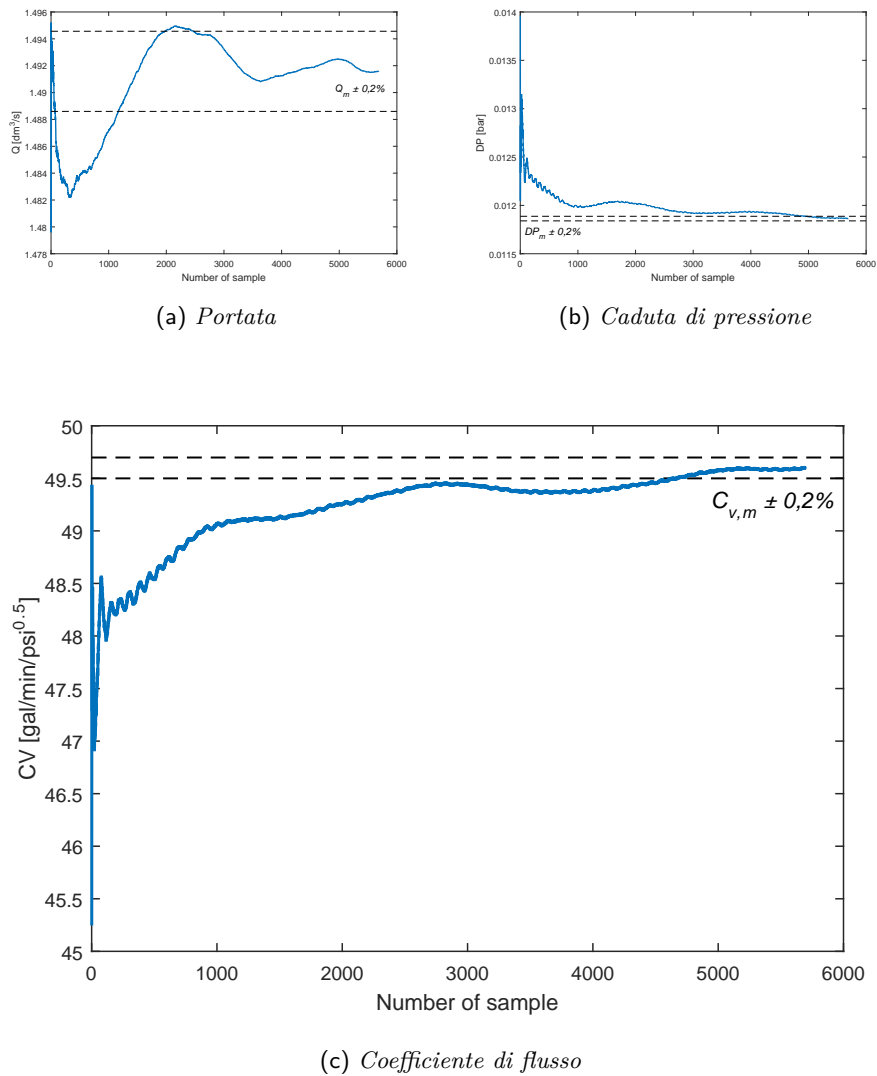 1.496
1.494
1.492
1.49
1.488
1.486
1.484
1.482
1.48
1.478
Q [dm³/s]
Q_m ± 0,2%
0 1000 2000 3000 4000 5000 6000
Number of sample
(a) Portata
0.014
0.0135
0.013
0.0125
0.012
0.0115
DP [bar]
DP_m ± 0,2%
0 1000 2000 3000 4000 5000 6000
Number of sample
(b) Caduta di pressione
50
49.5
49
48.5
48
47.5
47
46.5
46
45.5
45
CV [gal/min/psi^0.5]
C_v,m ± 0,2%
0 1000 2000 3000 4000 5000 6000
Number of sample
(c) Coefficiente di flusso